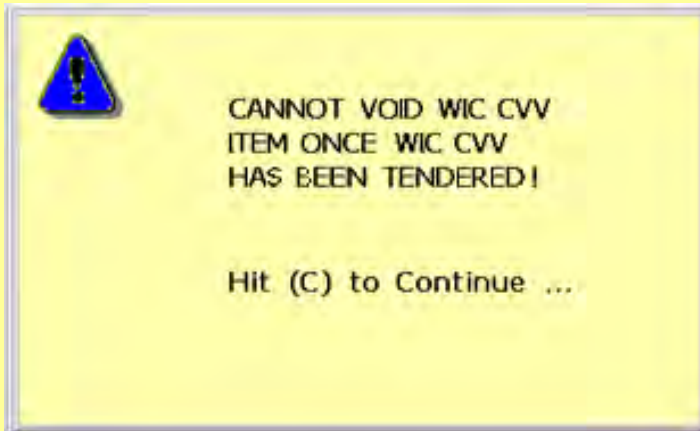 CANNOT VOID WIC CVV
ITEM ONCE WIC CVV
HAS BEEN TENDERED!
Hit (C) to Continue ...